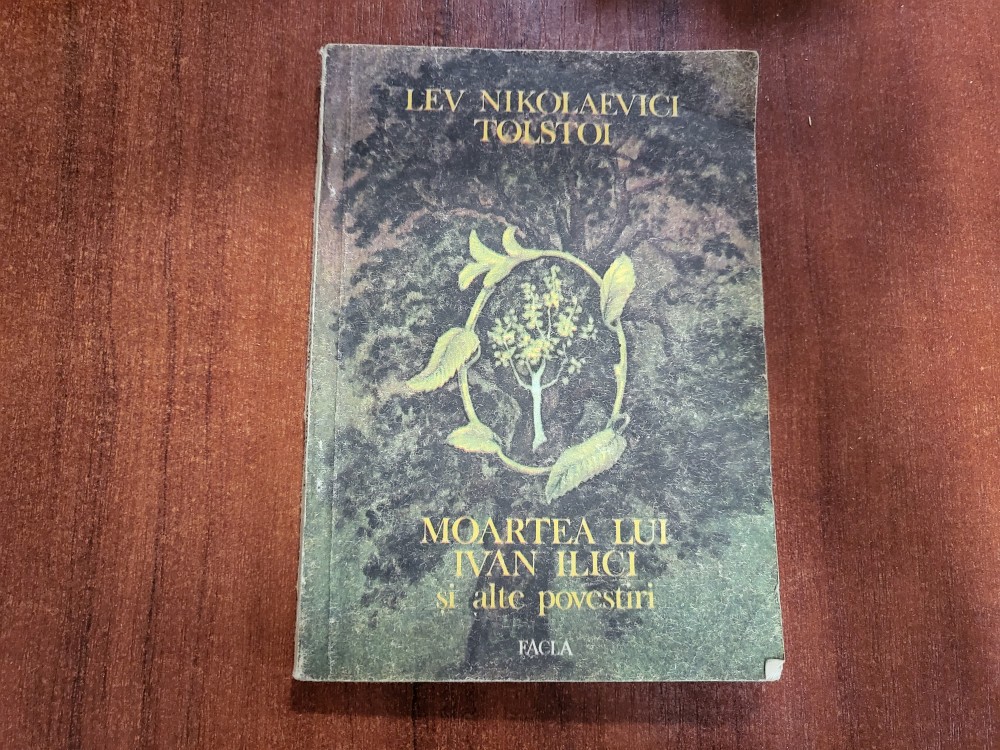 LEV NIKOLAEVICI
TOLSTOI
MOARTEA LUI
IVAN ILICI
și alte povestiri
FACLA